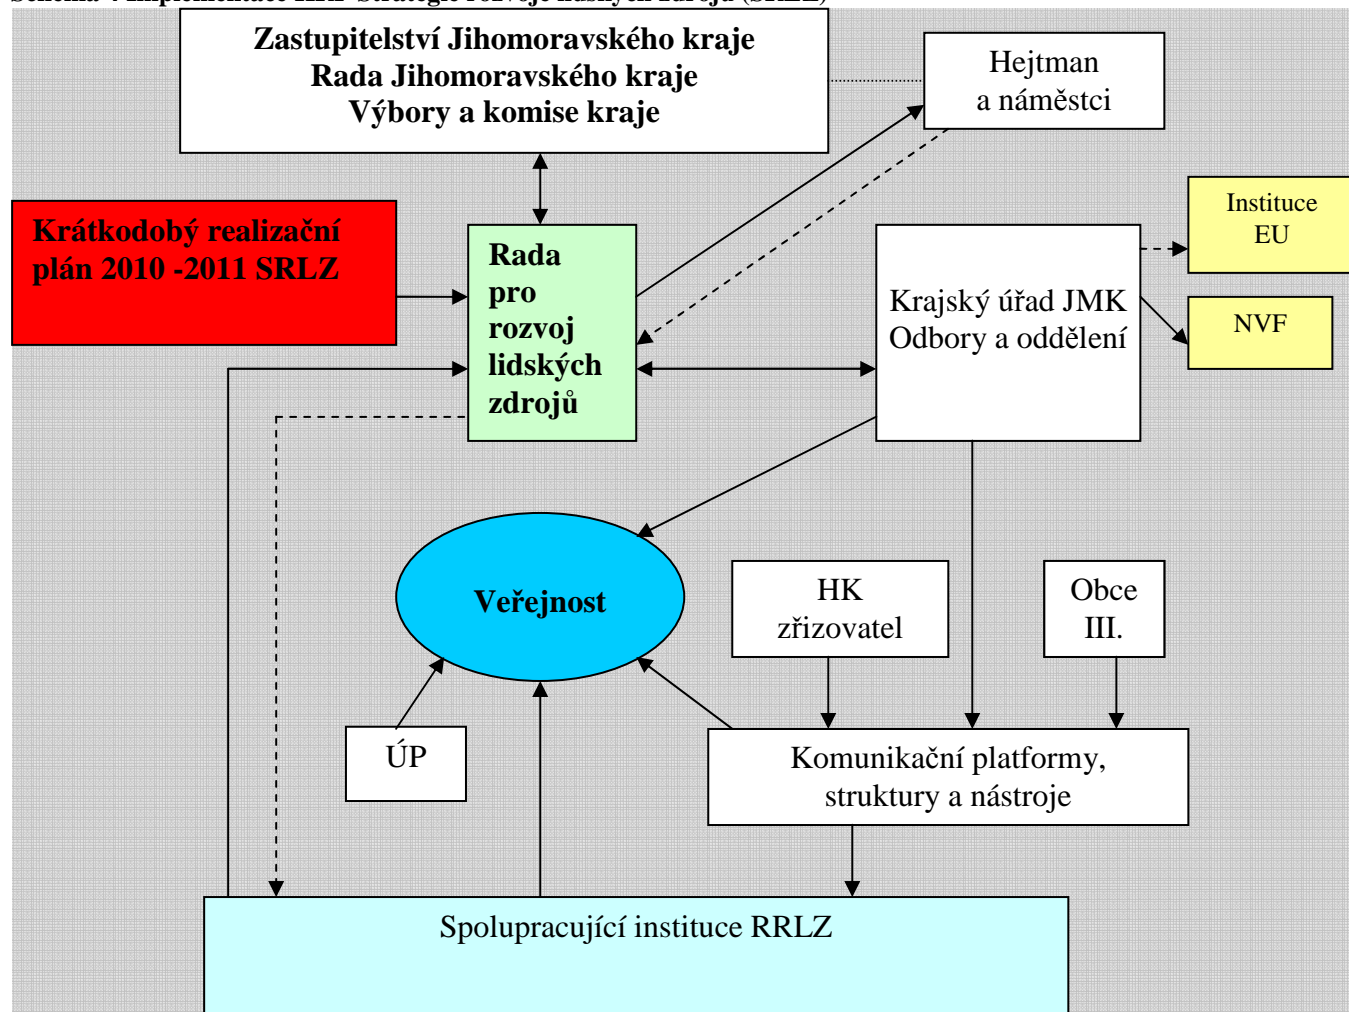 Zastupitelství Jihomoravského kraje
Rada Jihomoravského kraje
Výbory a komise kraje
Hejtman
a náměstci
Instituce
EU
Krátkodobý realizační
plán 2010 -2011 SRLZ
Rada
pro
rozvoj
lidských
zdrojů
Krajský úřad JMK
Odbory a oddělení
NVF
Veřejnost
HK
zřizovatel
Obce
III.
ÚP
Komunikační platformy,
struktury a nástroje
Spolupracující instituce RRLZ